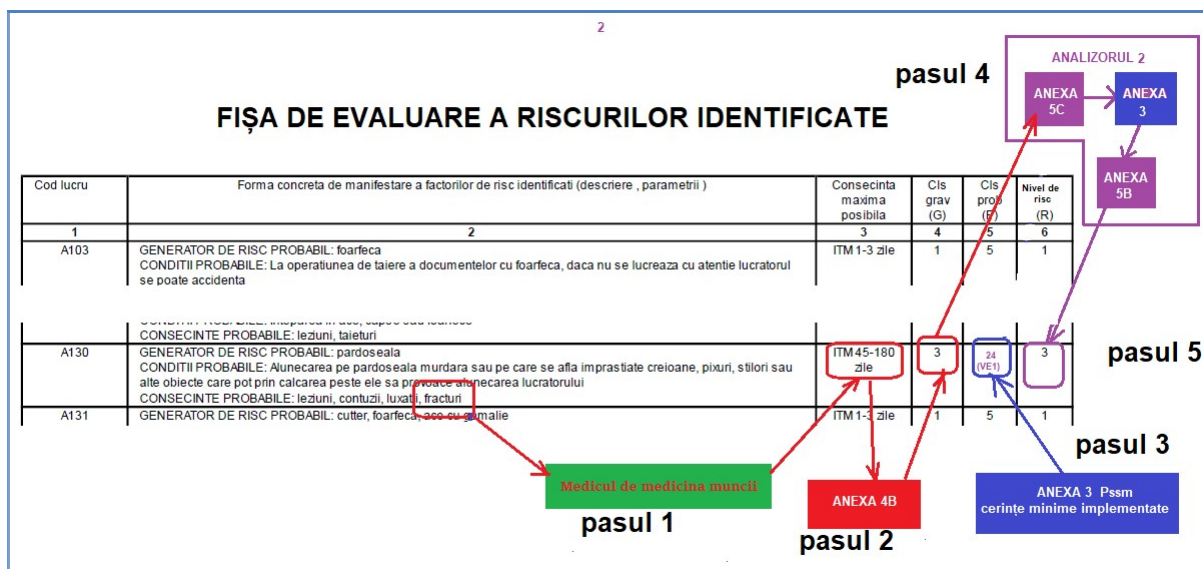 2
ANALIZORUL 2
pasul 4
ANEXA
5C
ANEXA
3
FIȘA DE EVALUARE A RISCURILOR IDENTIFICATE
ANEXA
5B
Cod lucru
Forma concreta de manifestare a factorilor de risc identificati (descriere , parametrii )
Consecinta
maxima
posibila
Cls
grav
(G)
Cls
prob
Nivel de
risc
(R)
1
2
3
4
5
6
A103
GENERATOR DE RISC PROBABIL: foarfeca
CONDITII PROBABILE: La operatiunea de taiere a documentelor cu foarfeca, daca nu se lucreaza cu atentie lucratorul
se poate accidenta
ITM 1-3 zile
1
5
1
CONSECINTE PROBABILE: leziuni, taieturi
A130
GENERATOR DE RISC PROBABIL: pardoseala
CONDITII PROBABILE: Alunecarea pe pardoseala murdara sau pe care se afla imprastiate creioane, pixuri, stilori sau
alte obiecte care pot prin calcarea peste ele sa provoace alunecarea lucratorului
CONSECINTE PROBABILE: leziuni, contuzii, luxatii, fracturi
ITM 45-180
zile
3
24
(VE1)
3
pasul 5
A131
GENERATOR DE RISC PROBABIL: cutter, foarfeca, ace cu gamalie
ITM 1-3 zile
1
5
1
pasul 3
Medicul de medicina muncii
pasul 1
ANEXA 4B
pasul 2
ANEXA 3 Pssm
cerințe minime implementate